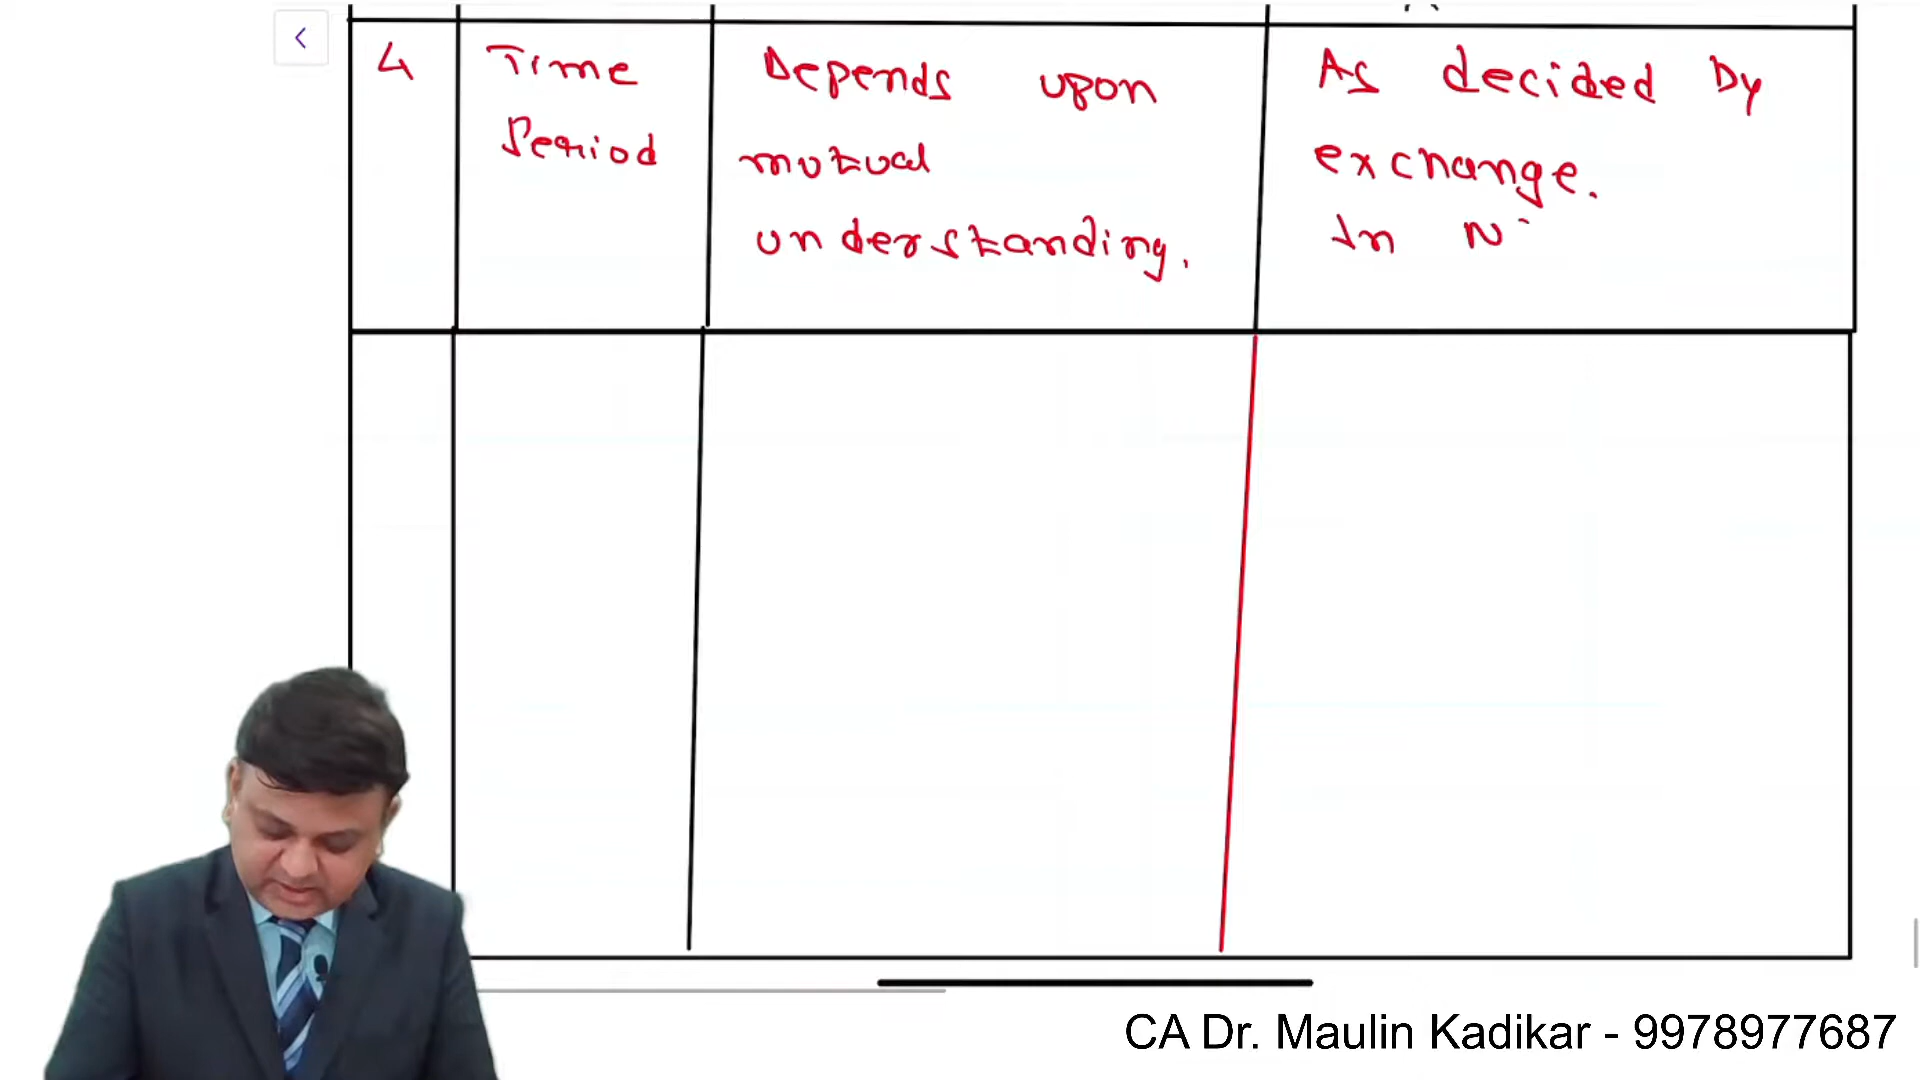 4
Time
Period
Depends upon
mutual
understanding.
As decided by
exchange.
In N
CA Dr. Maulin Kadikar - 9978977687